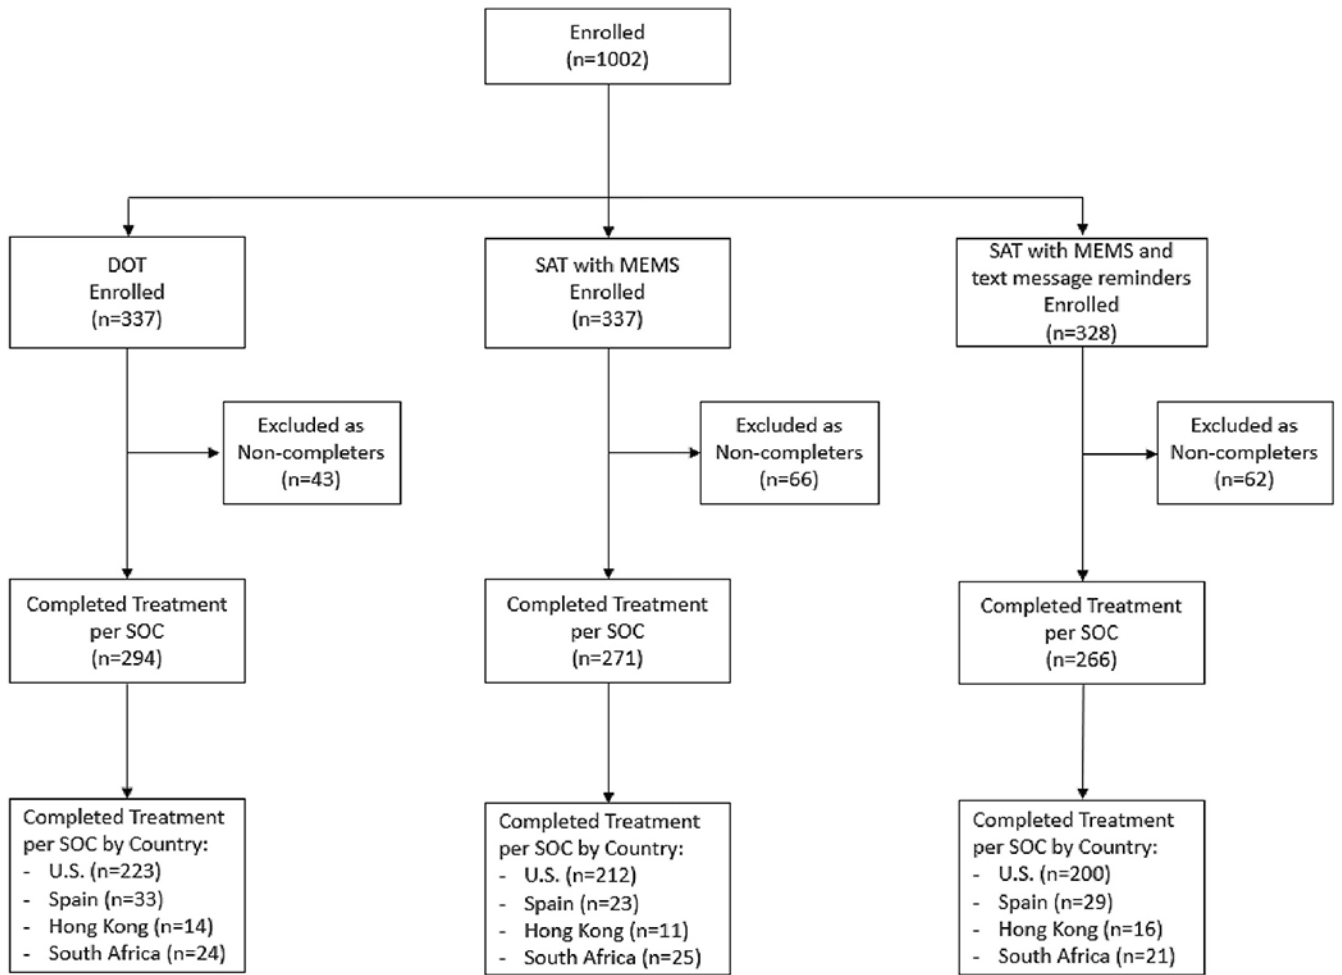 Enrolled
(n=1002)
DOT
Enrolled
(n=337)
SAT with MEMS
Enrolled
(n=337)
SAT with MEMS and
text message reminders
Enrolled
(n=328)
Excluded as
Non-completers
(n=43)
Excluded as
Non-completers
(n=66)
Excluded as
Non-completers
(n=62)
Completed Treatment
per SOC
(n=294)
Completed Treatment
per SOC
(n=271)
Completed Treatment
per SOC
(n=266)
Completed Treatment
per SOC by Country:
- U.S. (n=223)
- Spain (n=33)
- Hong Kong (n=14)
- South Africa (n=24)
Completed Treatment
per SOC by Country:
- U.S. (n=212)
- Spain (n=23)
- Hong Kong (n=11)
- South Africa (n=25)
Completed Treatment
per SOC by Country:
- U.S. (n=200)
- Spain (n=29)
- Hong Kong (n=16)
- South Africa (n=21)